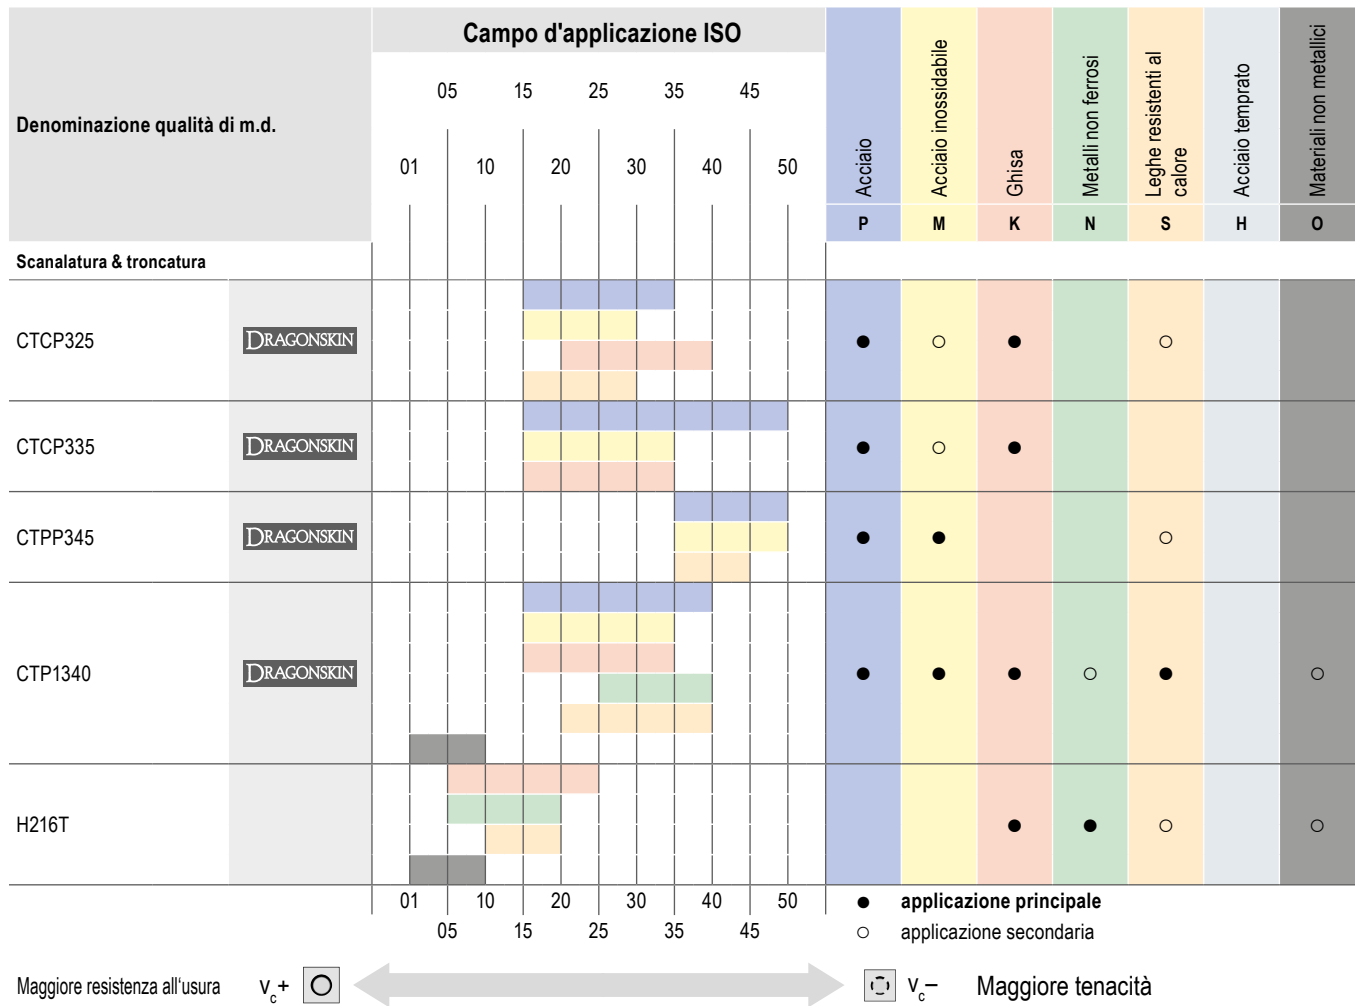 Denominazione qualità di m.d.
Campo d'applicazione ISO
05 15 25 35 45
01 10 20 30 40 50
Acciaio
Acciaio inossidabile
Ghisa
Metalli non ferrosi
Leghe resistenti al
calore
Acciaio temprato
Materiali non metallici
P M K N S H O
Scanalatura & troncatura
CTCP325 DRAGONSKIN ● ○ ● ○
CTCP335 DRAGONSKIN ● ○ ●
CTPP345 DRAGONSKIN ● ● ○
CTP1340 DRAGONSKIN ● ● ● ○ ● ○
H216T ● ● ○ ○
01 10 20 30 40 50
05 15 25 35 45
● applicazione principale
○ applicazione secondaria
Maggiore resistenza all'usura vc+
vc– Maggiore tenacità